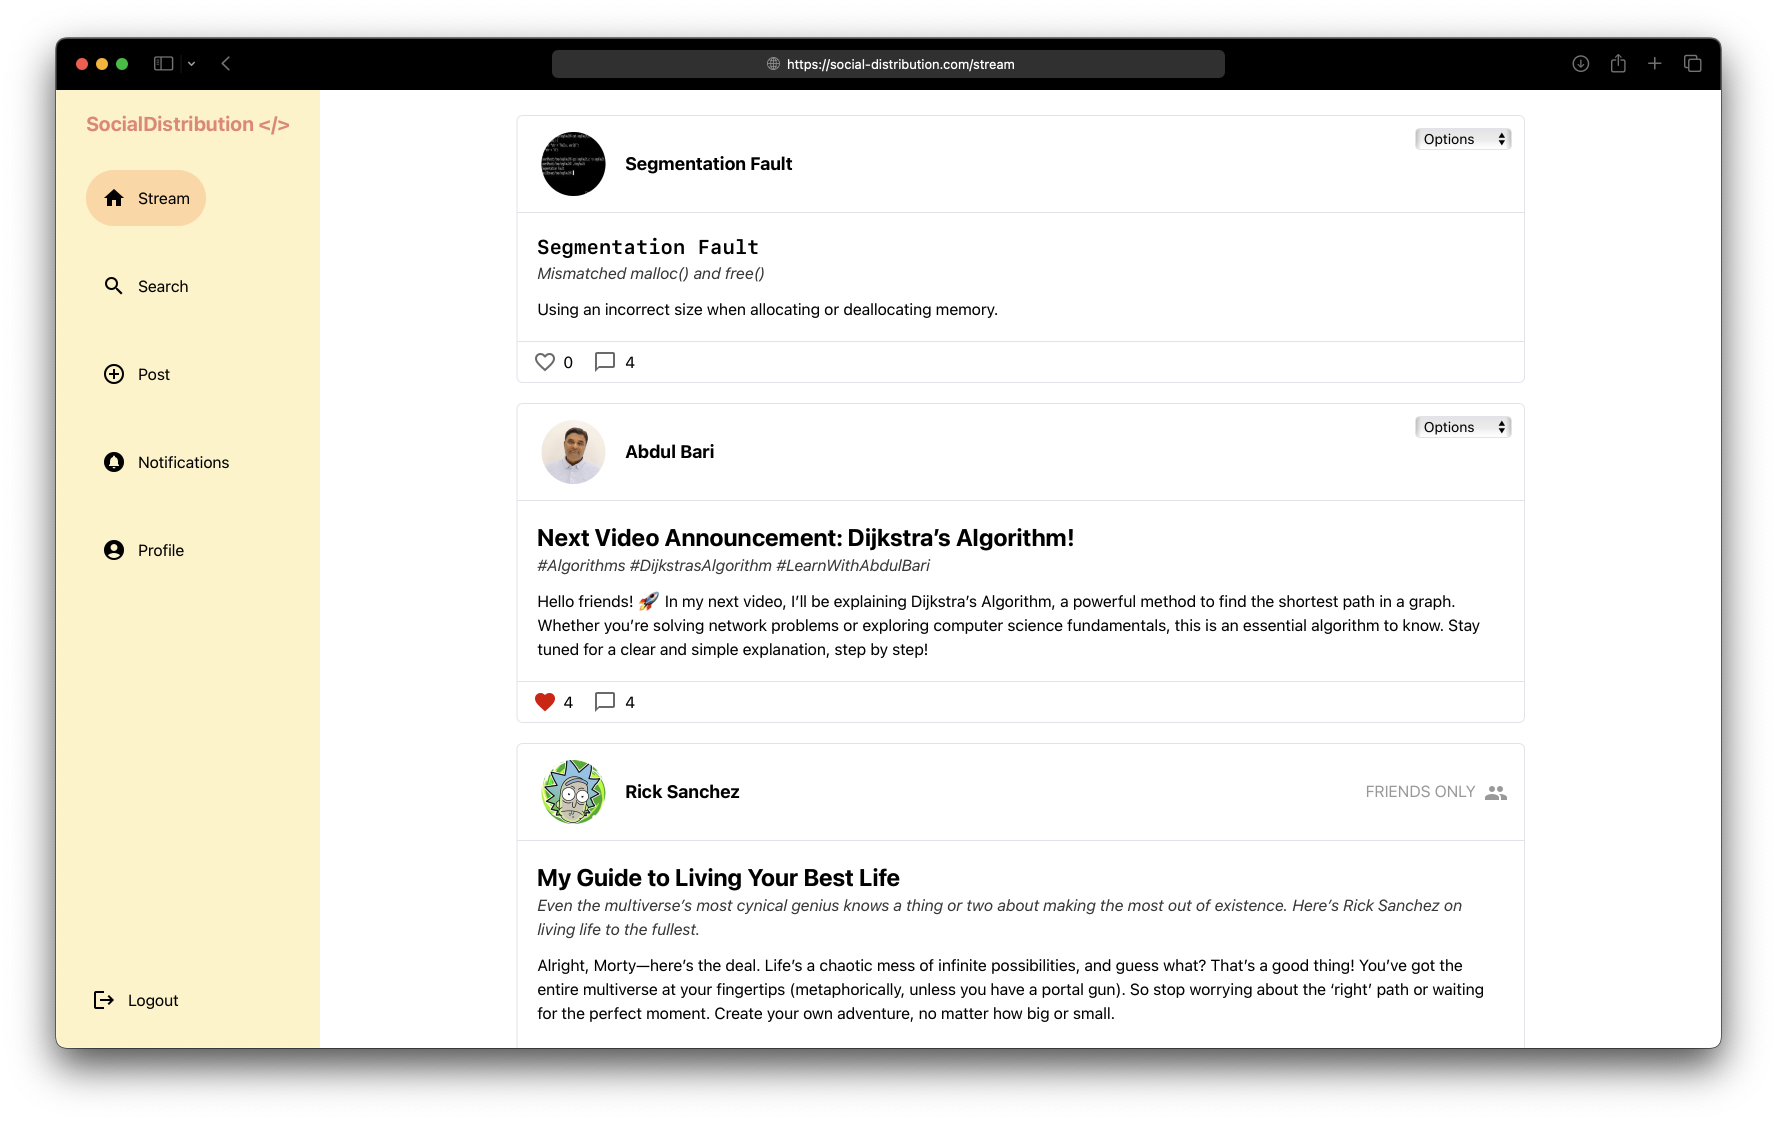 https://social-distribution.com/stream
SocialDistribution </>
Stream
Search
Post
Notifications
Profile
Logout
Segmentation Fault
Options
Segmentation Fault
Mismatched malloc() and free()
Using an incorrect size when allocating or deallocating memory.
0 4
Abdul Bari
Options
Next Video Announcement: Dijkstra’s Algorithm!
#Algorithms #DijkstrasAlgorithm #LearnWithAbdulBari
Hello friends! 🚀 In my next video, I’ll be explaining Dijkstra’s Algorithm, a powerful method to find the shortest path in a graph.
Whether you’re solving network problems or exploring computer science fundamentals, this is an essential algorithm to know. Stay
tuned for a clear and simple explanation, step by step!
4 4
Rick Sanchez
FRIENDS ONLY
My Guide to Living Your Best Life
Even the multiverse’s most cynical genius knows a thing or two about making the most out of existence. Here’s Rick Sanchez on
living life to the fullest.
Alright, Morty—here’s the deal. Life’s a chaotic mess of infinite possibilities, and guess what? That’s a good thing! You’ve got the
entire multiverse at your fingertips (metaphorically, unless you have a portal gun). So stop worrying about the ‘right’ path or waiting
for the perfect moment. Create your own adventure, no matter how big or small.